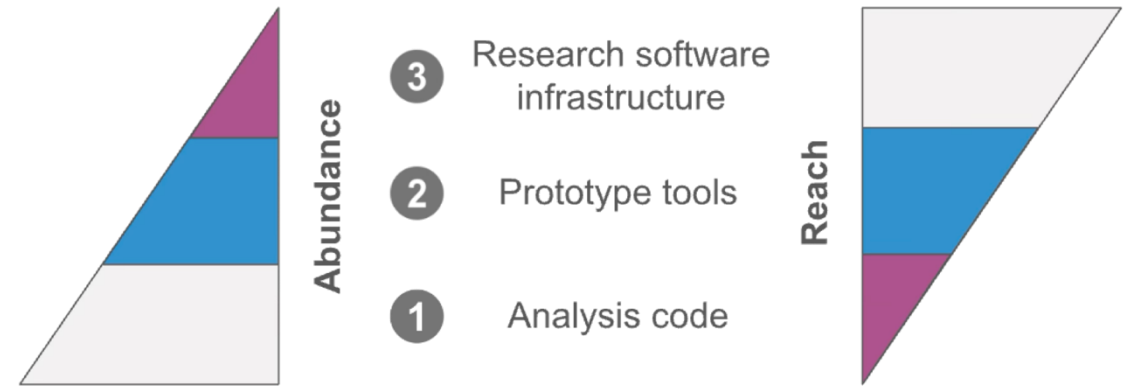 Abundance
3
Research software
infrastructure
2
Prototype tools
1
Analysis code
Reach